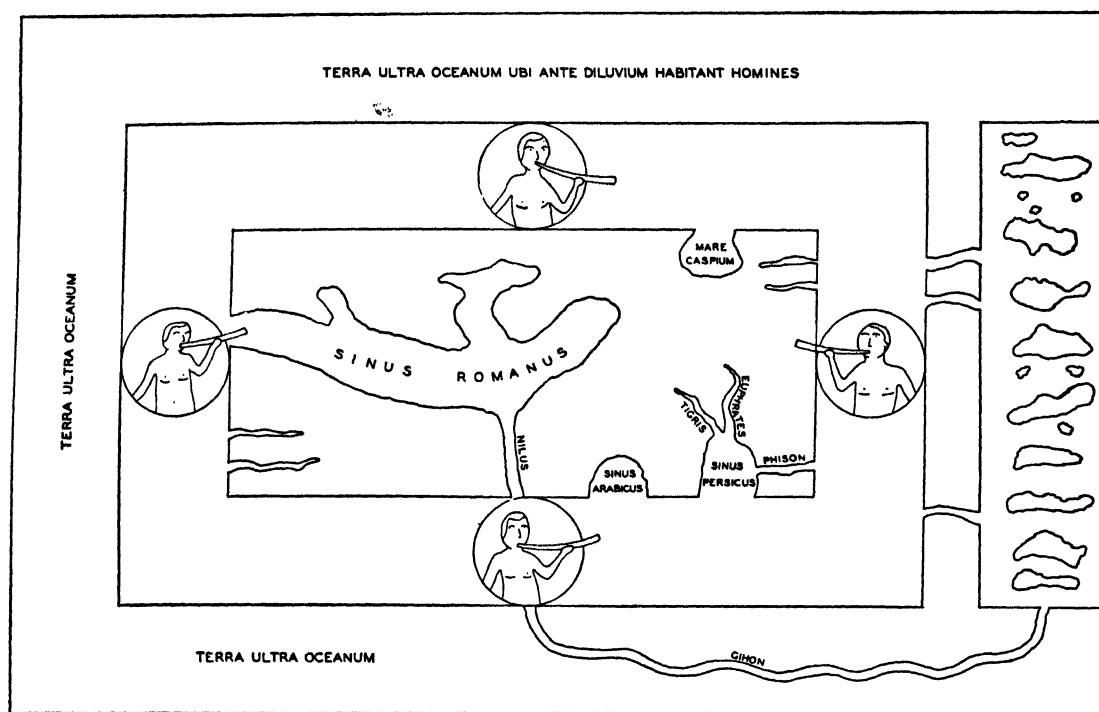 TERRA ULTRA OCEANUM UBI ANTE DILUVIUM HABITANT HOMINES
TERRA ULTRA OCEANUM
MARE
CASPIUM
SINUS ROMANUS
NILUS
TIGRIS
EUPHRATES
SINUS
ARABICUS
SINUS
PERSICUS
PHISON
TERRA ULTRA OCEANUM
GIHON